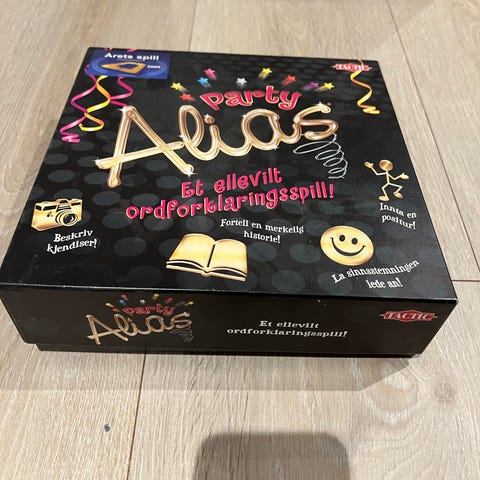 Årets spill
TACTIC
Party
Alias
Et ellevilt
ordforklaringsspill!
Beskriv
kjendiser!
Fortell en merkelig
historie!
Innta en
positur!
La sinnsstemningen
lede an!
Party
Alias
Et ellevilt
ordforklaringsspill!
TACTIC